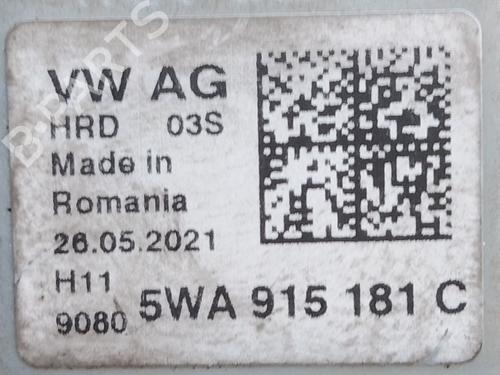 B-PARTS
VW AG
HRD 03S
Made in
Romania
26.05.2021
H11
9080 5WA 915 181 C